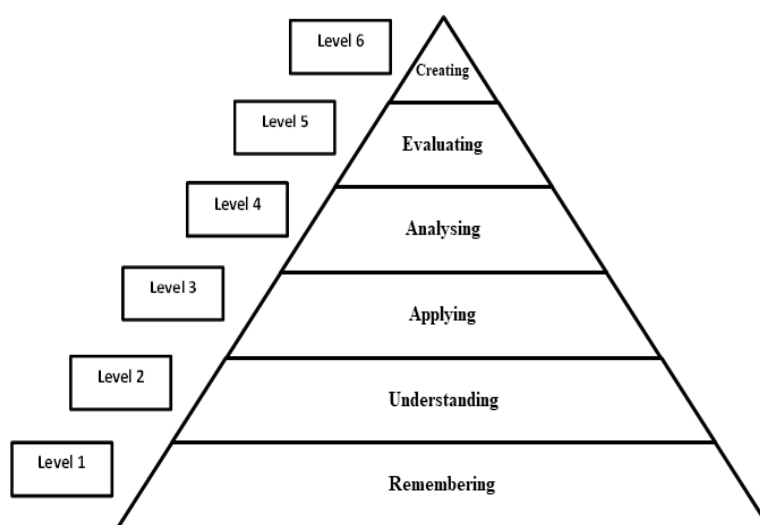 Level 6
Creating
Level 5
Evaluating
Level 4
Analysing
Level 3
Applying
Level 2
Understanding
Level 1
Remembering